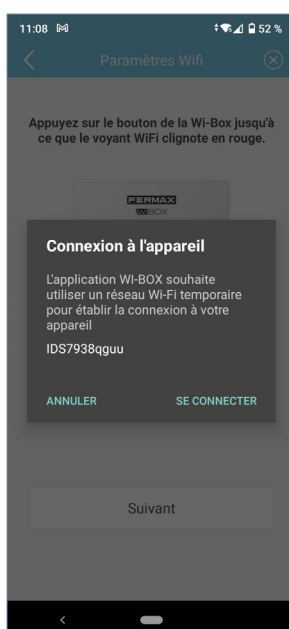 11:08 52 %
Paramètres Wifi
Appuyez sur le bouton de la Wi-Box jusqu'à
ce que le voyant WiFi clignote en rouge.
FERMAX
WIBOX
Connexion à l'appareil
L'application WI-BOX souhaite
utiliser un réseau Wi-Fi temporaire
pour établir la connexion à votre
appareil
IDS7938qguu
ANNULER SE CONNECTER
Suivant